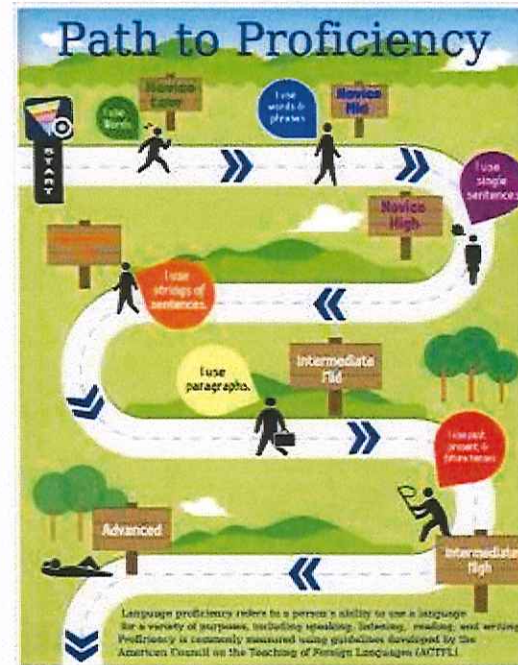 Path to Proficiency
START
Novice
Low
I use
words &
phrases
Novice
Mid
I use
single
sentences.
Novice
High
I use
strings of
sentences.
I use
paragraphs.
Intermediate
Mid
I use past,
present, &
future tenses
Advanced
Intermediate
High
Language proficiency refers to a person's ability to use a language
for a variety of purposes, including speaking, listening, reading, and writing.
Proficiency is commonly measured using guidelines developed by the
American Council on the Teaching of Foreign Languages (ACTFL).